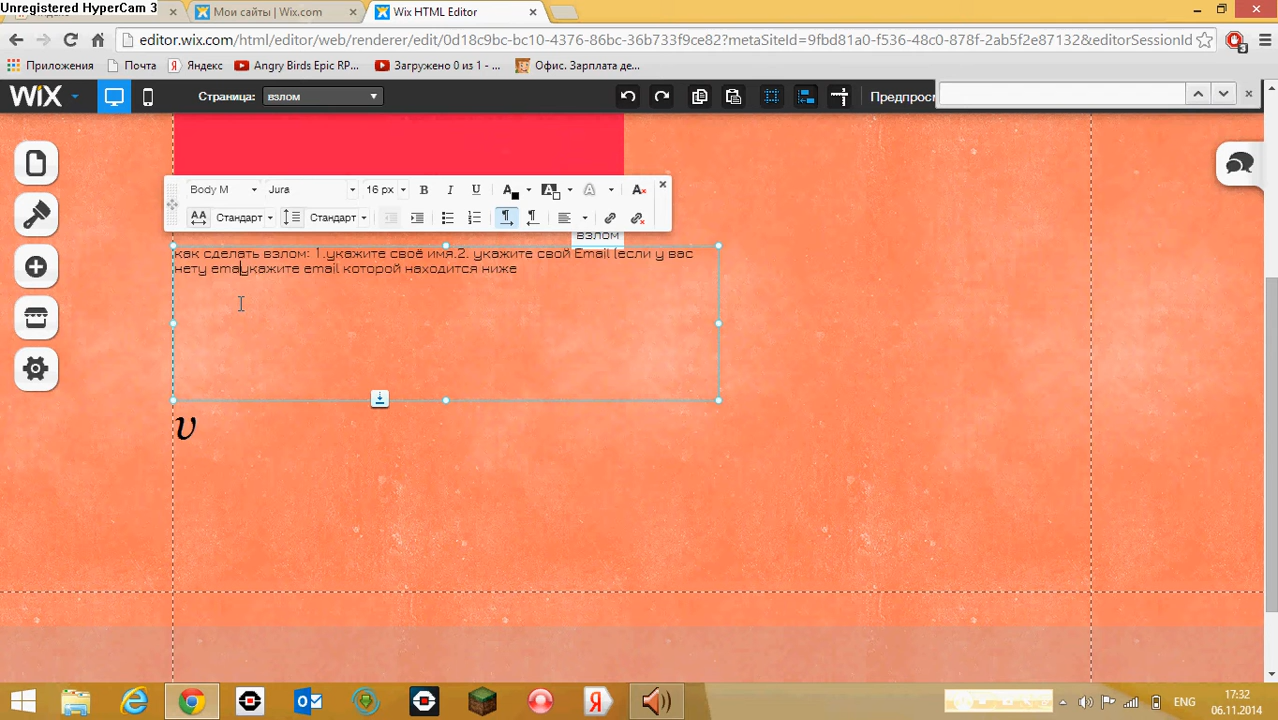 Unregistered HyperCam 3
Мои сайты | Wix.com
Wix HTML Editor
editor.wix.com/html/editor/web/renderer/edit/0d18c9bc-bc10-4376-86bc-36b733f9ce82?metaSiteId=9fbd81a0-f536-48c0-878f-2ab5f2e87132&editorSessionId
3
Приложения Почта Яндекс Angry Birds Epic RP... Загружено 0 из 1 - ... Офис. Зарплата де...
WiX Страница: взлом Предпрос
Body M Jura 16 px B I U A A A A
AA Стандарт Стандарт
взлом
как сделать взлом: 1.укажите своё имя.2. укажите свой Email (если у вас
нету emaукажите email которой находится ниже
v
ENG 17:32
06.11.2014